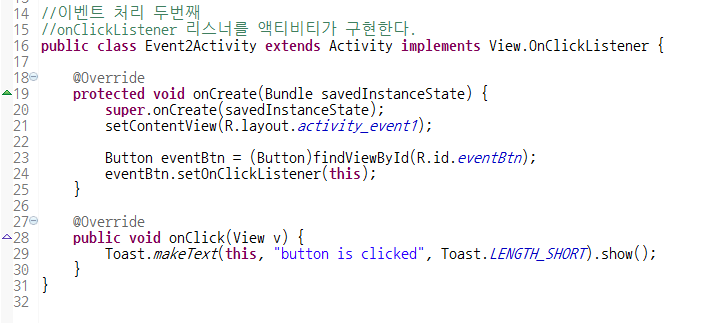 14 //이벤트 처리 두번째
15 //onClickListener 리스너를 액티비티가 구현한다.
16 public class Event2Activity extends Activity implements View.OnClickListener {
17
18 @Override
19 protected void onCreate(Bundle savedInstanceState) {
20 super.onCreate(savedInstanceState);
21 setContentView(R.layout.activity_event1);
22
23 Button eventBtn = (Button)findViewById(R.id.eventBtn);
24 eventBtn.setOnClickListener(this);
25 }
26
27 @Override
28 public void onClick(View v) {
29 Toast.makeText(this, "button is clicked", Toast.LENGTH_SHORT).show();
30 }
31 }
32